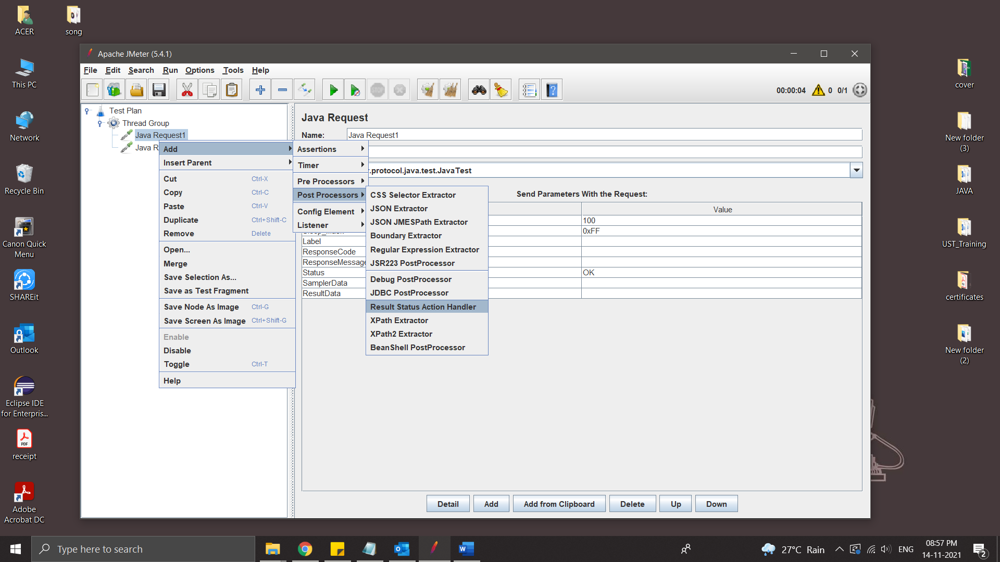 ACER
song
This PC
Network
Recycle Bin
Canon Quick
Menu
SHAREit
Outlook
Eclipse IDE
for Enterpris...
receipt
Adobe
Acrobat DC
Apache JMeter (5.4.1)
File Edit Search Run Options Tools Help
STOP
00:00:04 0 0/1
Test Plan
Thread Group
Java Request1
Java R
Add
Insert Parent
Cut Ctrl-X
Copy Ctrl-C
Paste Ctrl-V
Duplicate Ctrl+Shift-C
Remove Delete
Open...
Merge
Save Selection As...
Save as Test Fragment
Save Node As Image Ctrl-G
Save Screen As Image Ctrl+Shift-G
Enable
Disable
Toggle Ctrl-T
Help
Assertions
Timer
Pre Processors
Post Processors
Config Element
Listener
CSS Selector Extractor
JSON Extractor
JSON JMESPath Extractor
Boundary Extractor
Regular Expression Extractor
JSR223 PostProcessor
Debug PostProcessor
JDBC PostProcessor
Result Status Action Handler
XPath Extractor
XPath2 Extractor
BeanShell PostProcessor
Java Request
Name: Java Request1
r.protocol.java.test.JavaTest
Send Parameters With the Request:
Value
100
0xFF
Label
ResponseCode
ResponseMessage
Status OK
SamplerData
ResultData
Detail Add Add from Clipboard Delete Up Down
cover
New folder
(3)
JAVA
UST_Training
certificates
New folder
(2)
Type here to search
27°C Rain
ENG
08:57 PM
14-11-2021
2